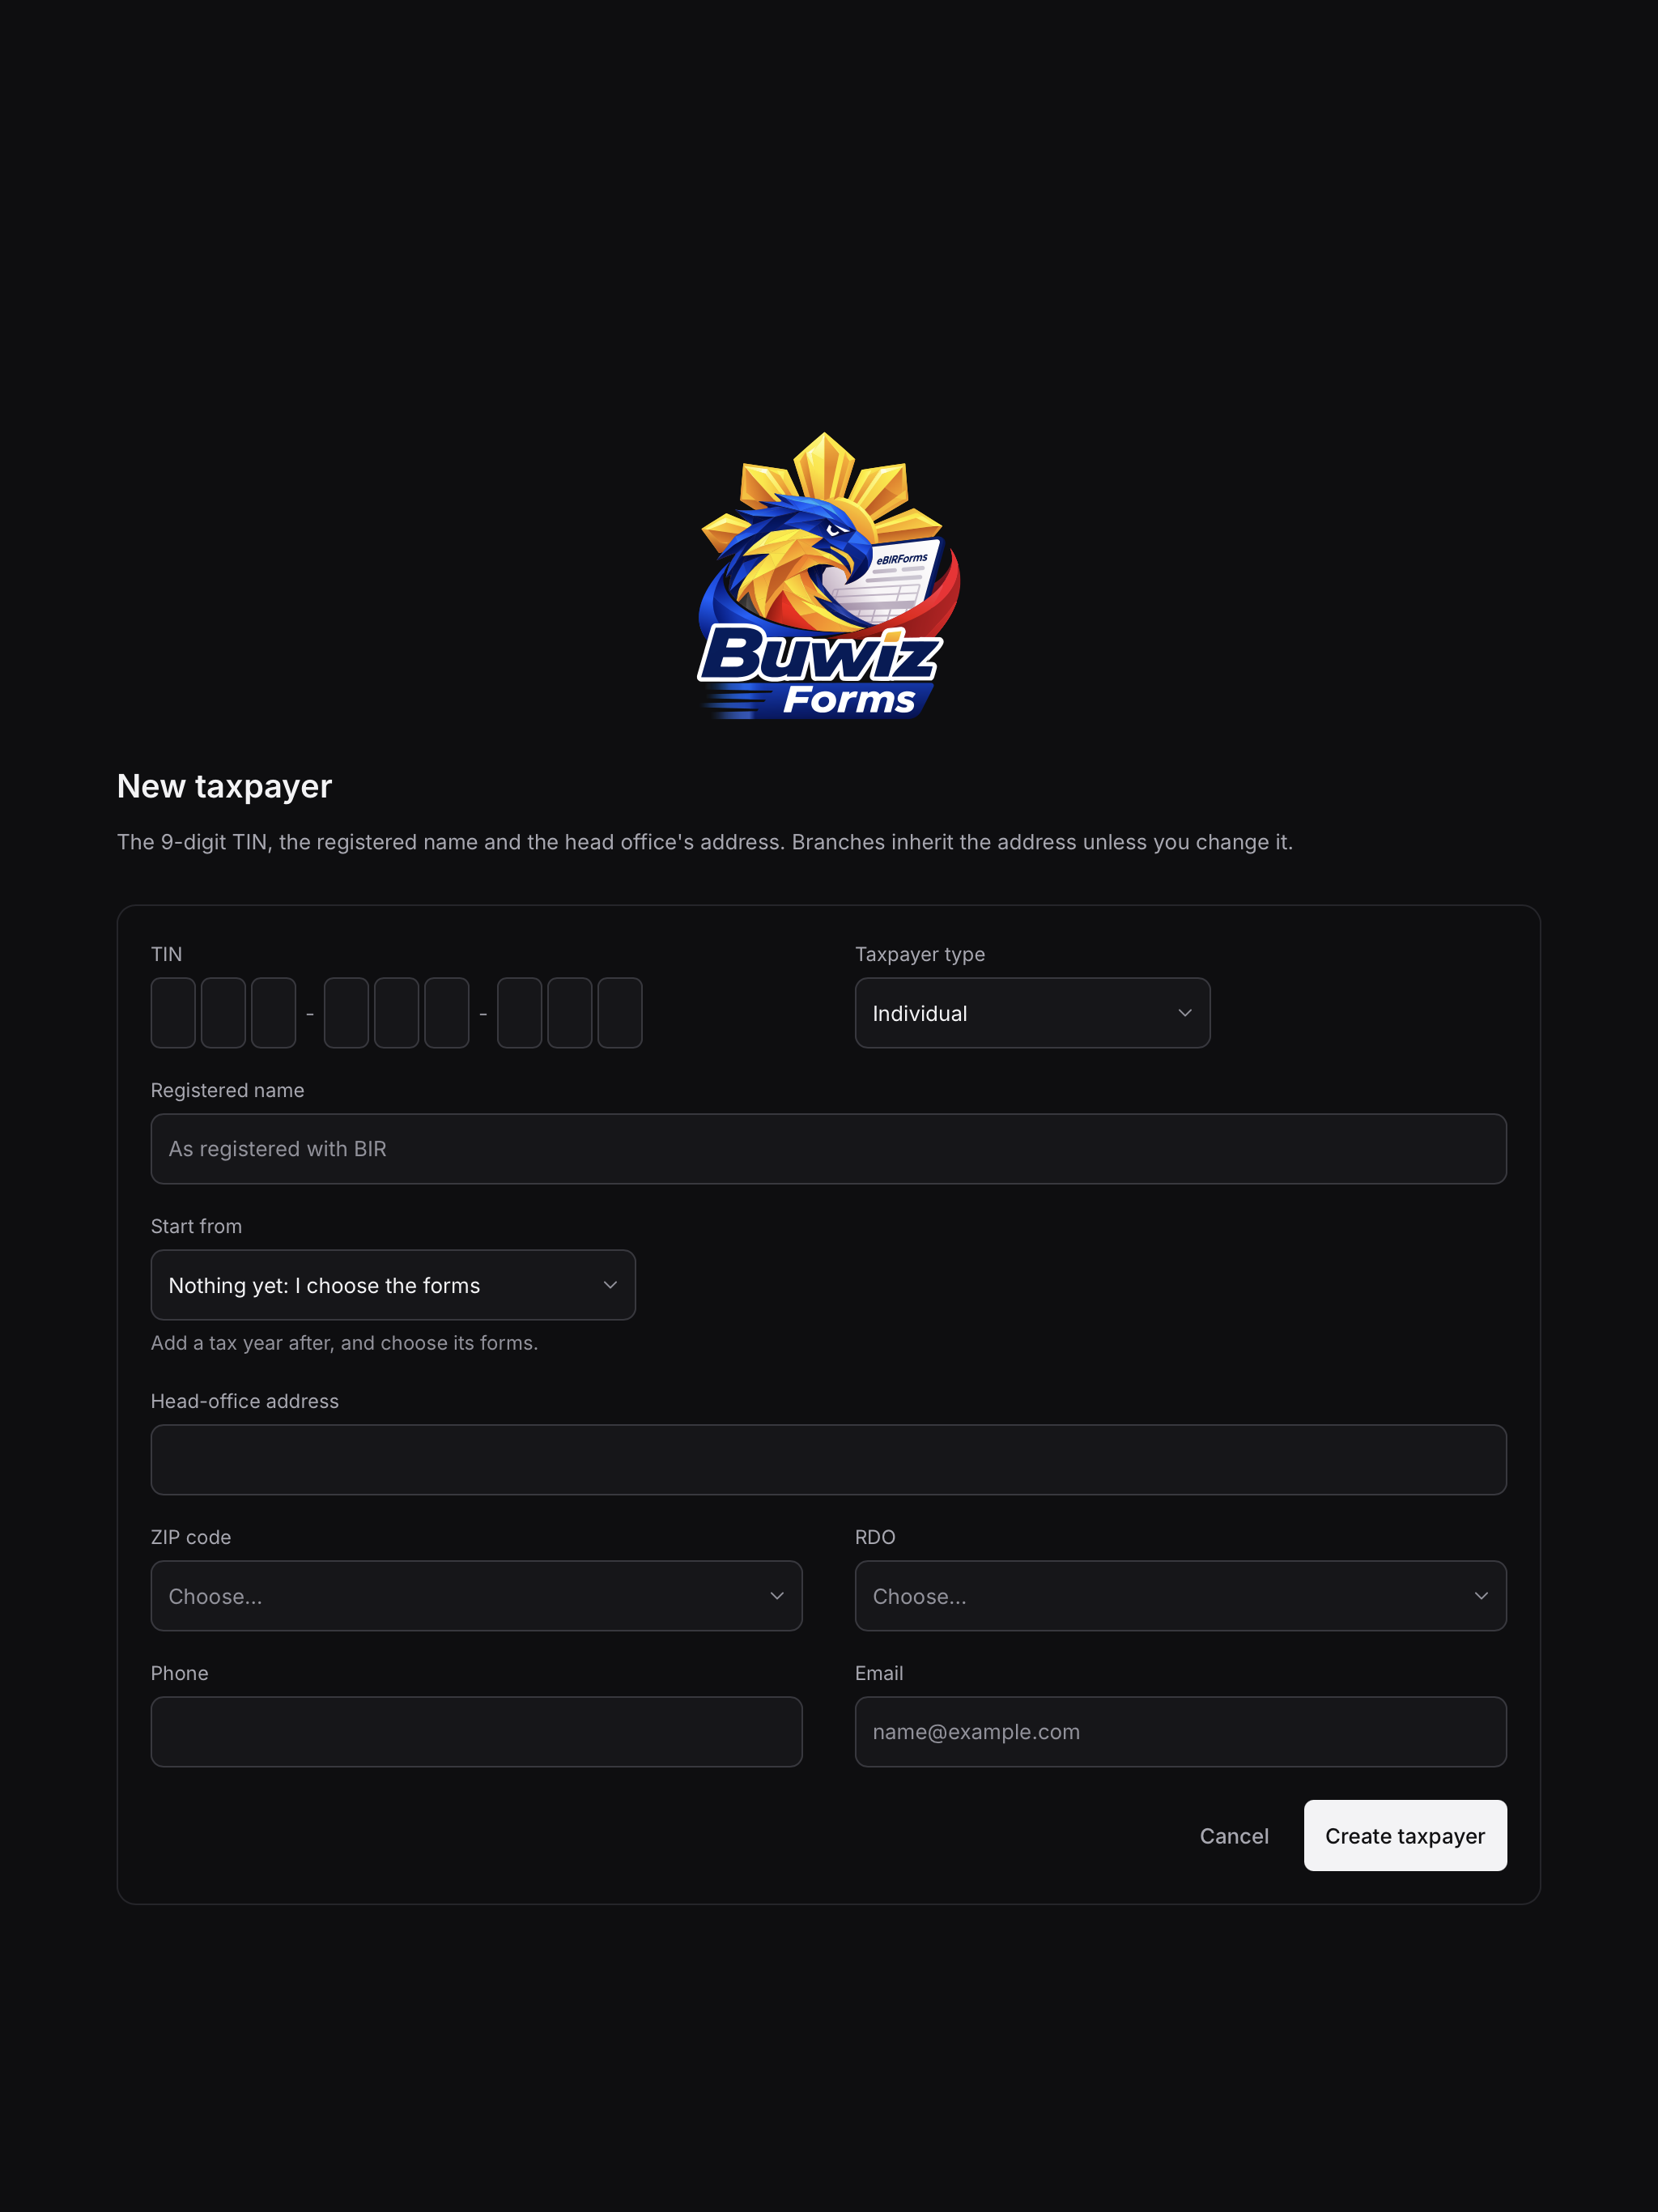 eBIRForms
Buwiz
Forms
New taxpayer
The 9-digit TIN, the registered name and the head office's address. Branches inherit the address unless you change it.
TIN
Taxpayer type
- -
Individual
Registered name
As registered with BIR
Start from
Nothing yet: I choose the forms
Add a tax year after, and choose its forms.
Head-office address
ZIP code
RDO
Choose...
Choose...
Phone
Email
name@example.com
Cancel
Create taxpayer